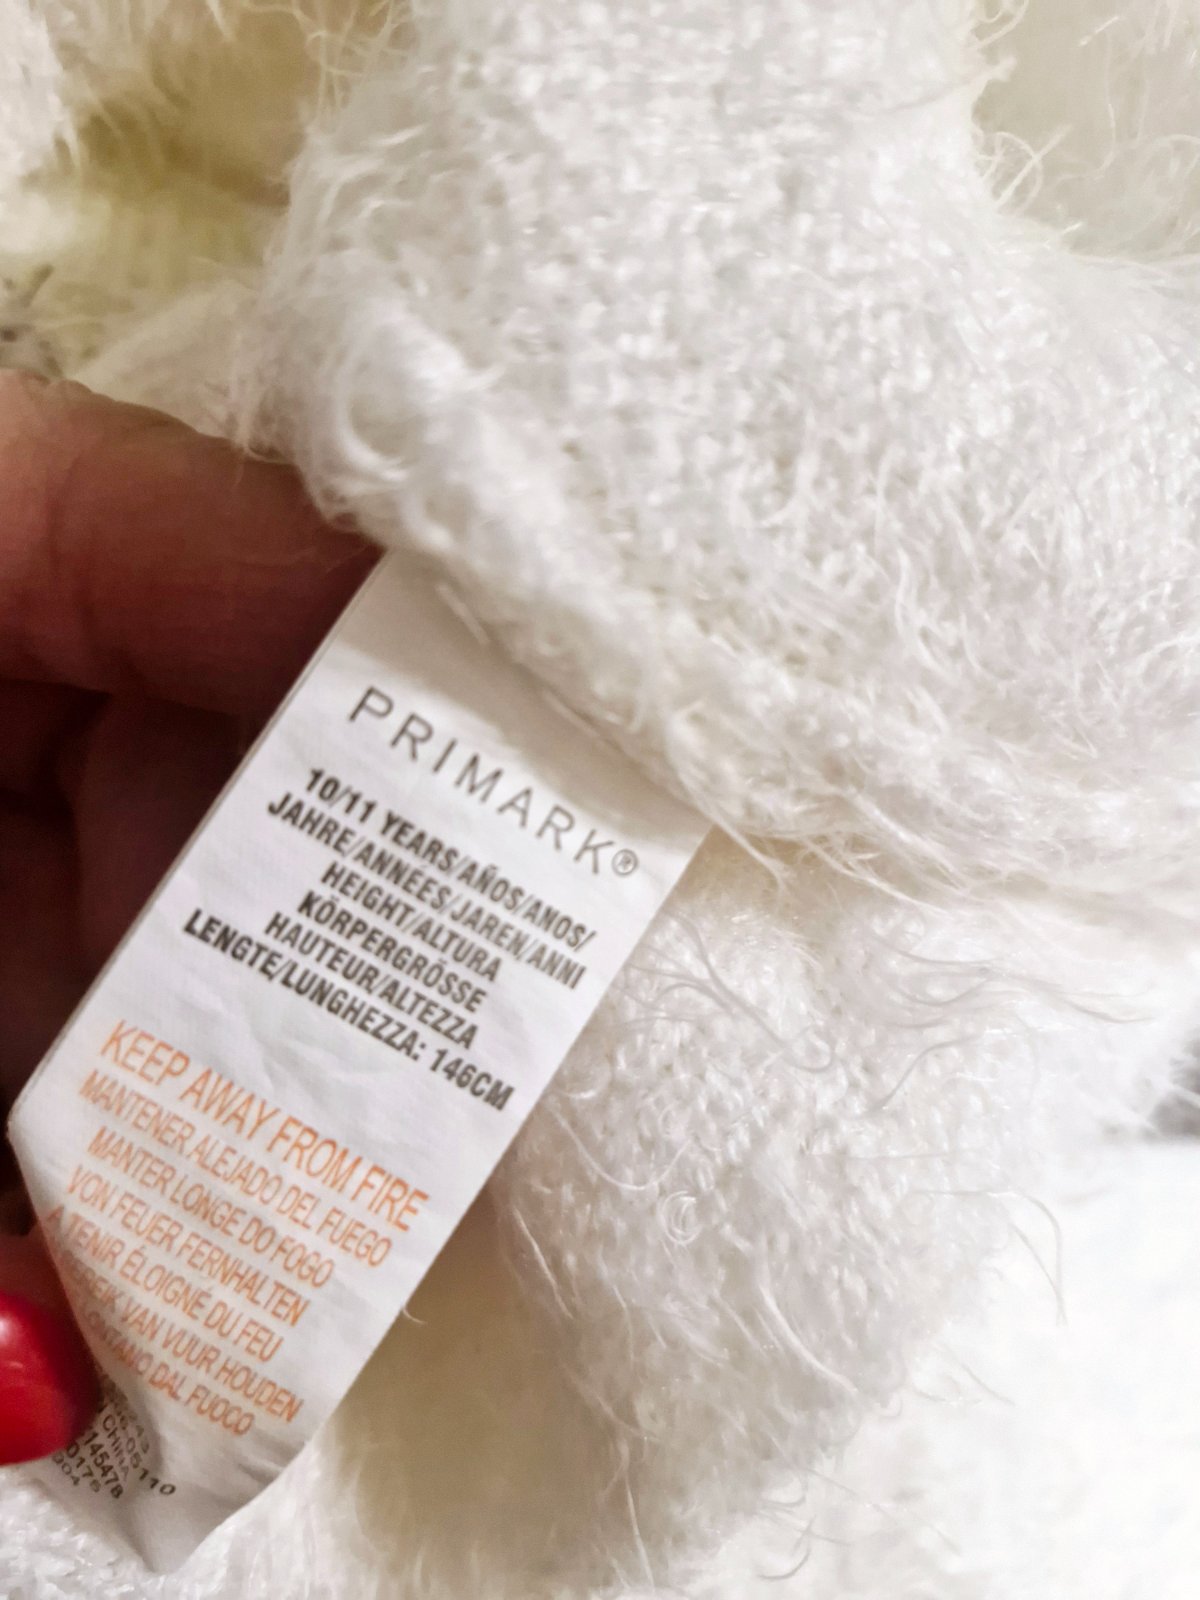 PRIMARK®
10/11 YEARS/AÑOS/ANOS/
JAHRE/ANNÉES/JAREN/ANNI
HEIGHT/ALTURA
KÖRPERGRÖSSE
HAUTEUR/ALTEZZA
LENGTE/LUNGHEZZA: 146CM
KEEP AWAY FROM FIRE
MANTENER ALEJADO DEL FUEGO
MANTER LONGE DO FOGO
VON FEUER FERNHALTEN
A TENIR ÉLOIGNÉ DU FEU
VAN VUUR HOUDEN
DAL FUOCO
CHINA